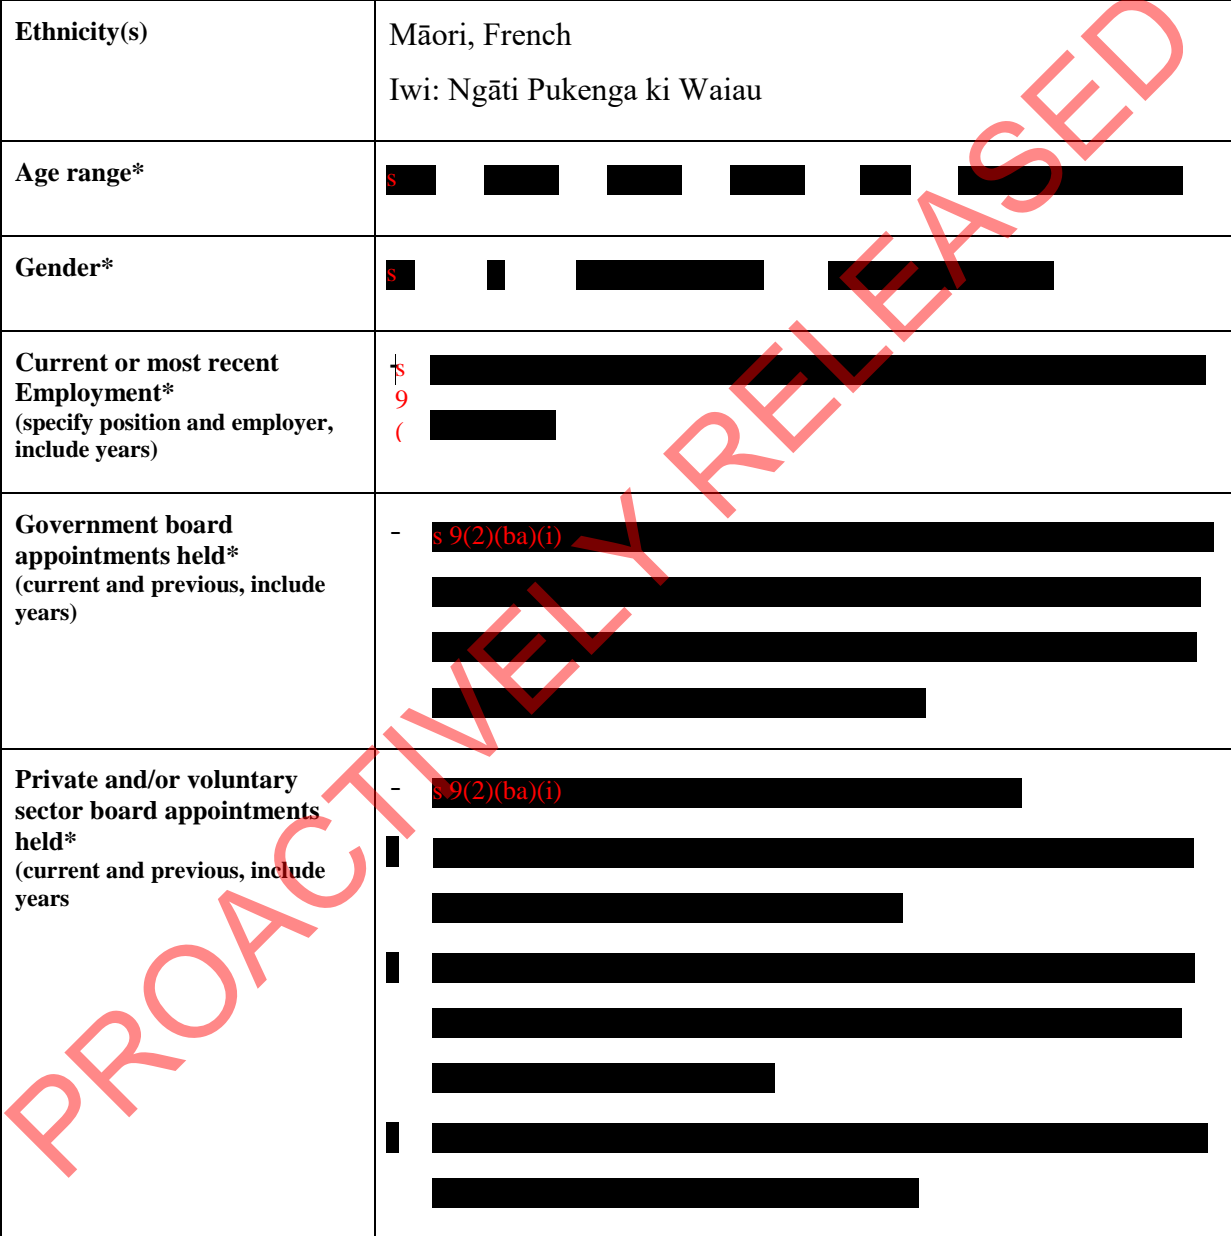 Ethnicity(s)
Māori, French
Iwi: Ngāti Pukenga ki Waiau
Age range*
s
Gender*
s
Current or most recent
Employment*
(specify position and employer,
include years)
-
s
9
(
Government board
appointments held*
(current and previous, include
years)
- s 9(2)(ba)(i)
Private and/or voluntary
sector board appointments
held*
(current and previous, include
years
- s 9(2)(ba)(i)
PROACTIVELY RELEASED